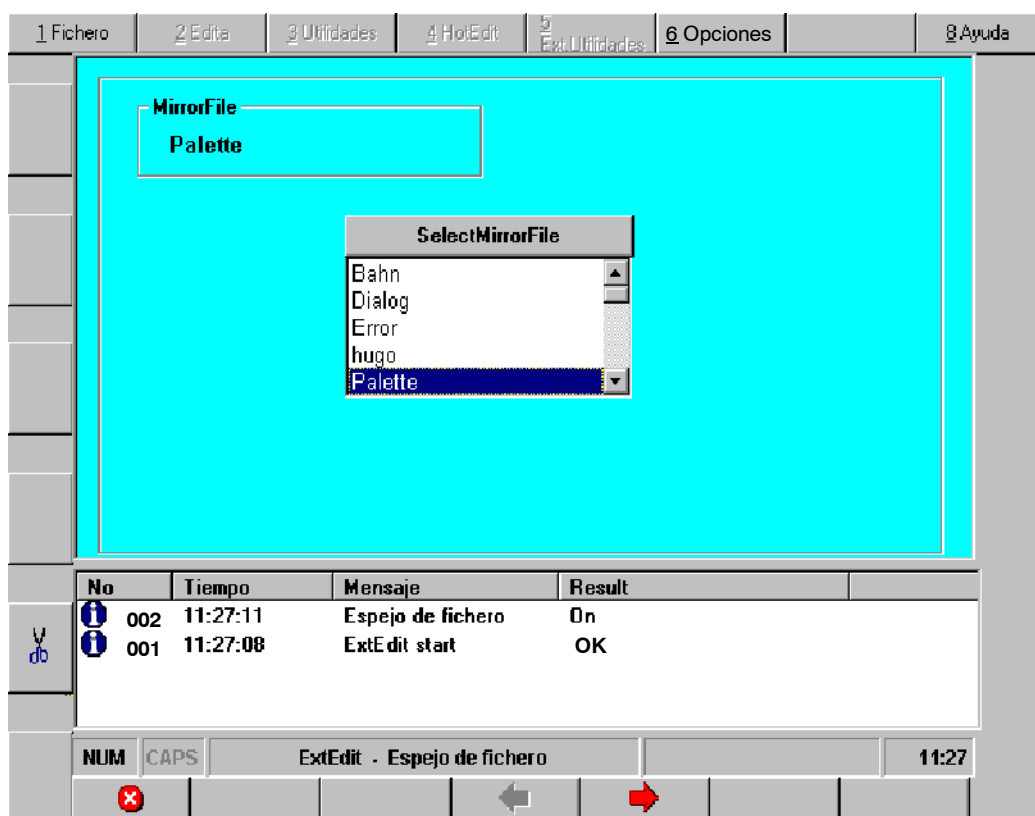 1 Fichero 2 Edita 3 Utilidades 4 HotEdit 5 Ext.Utilidades 6 Opciones 8 Ayuda
MirrorFile
Palette
SelectMirrorFile
Bahn
Dialog
Error
hugo
Palette
No Tiempo Mensaje Result
002 11:27:11 Espejo de fichero On
001 11:27:08 ExtEdit start OK
NUM CAPS ExtEdit - Espejo de fichero 11:27